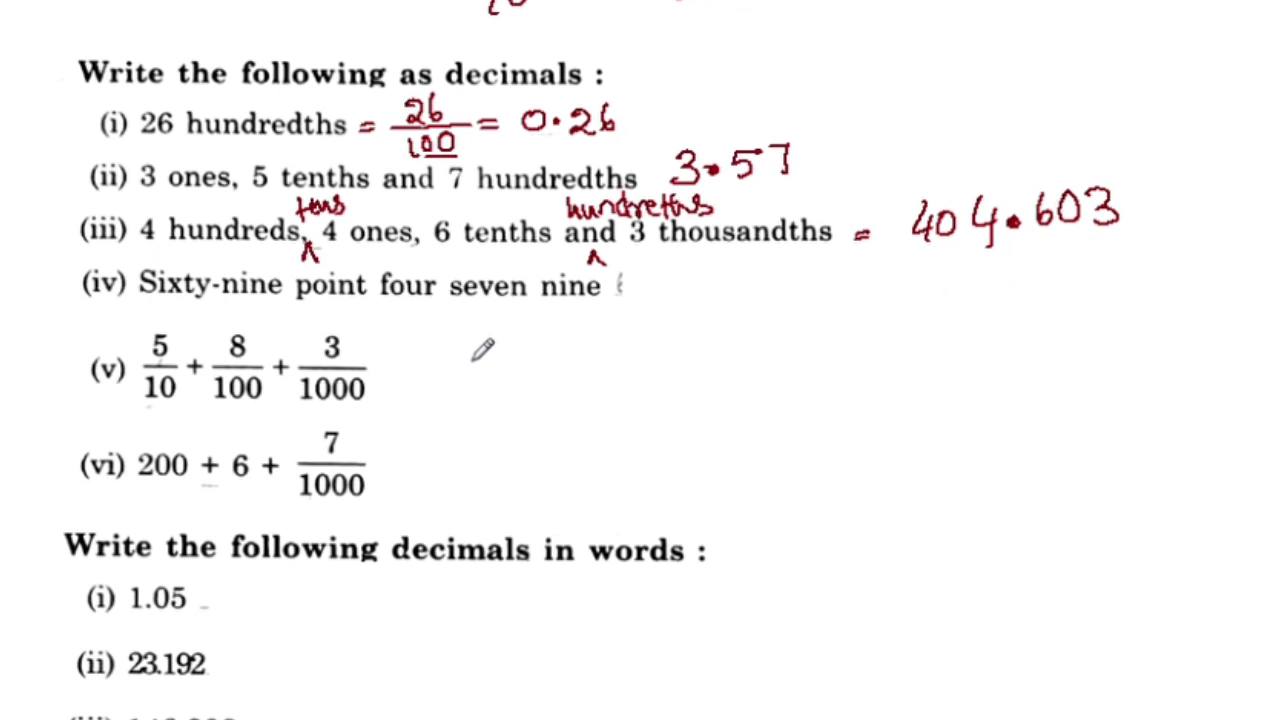 Write the following as decimals :
(i) 26 hundredths = 26/100 = 0.26
(ii) 3 ones, 5 tenths and 7 hundredths 3.57
tens hundreths
(iii) 4 hundreds, 4 ones, 6 tenths and 3 thousandths = 404.603
(iv) Sixty-nine point four seven nine
(v) 5/10 + 8/100 + 3/1000
(vi) 200 + 6 + 7/1000
Write the following decimals in words :
(i) 1.05
(ii) 23.192